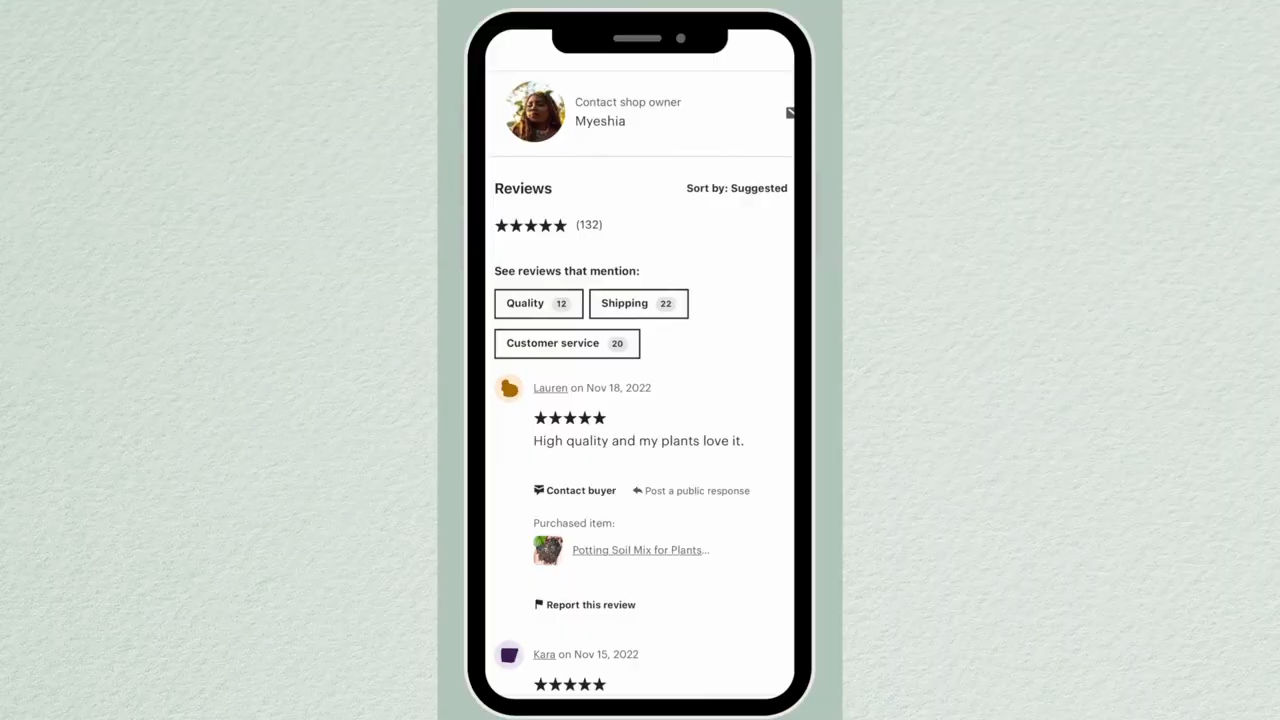 Contact shop owner
Myeshia
Reviews
Sort by: Suggested
★★★★★ (132)
See reviews that mention:
Quality 12
Shipping 22
Customer service 20
Lauren on Nov 18, 2022
★★★★★
High quality and my plants love it.
Contact buyer
Post a public response
Purchased item:
Potting Soil Mix for Plants...
Report this review
Kara on Nov 15, 2022
★★★★★